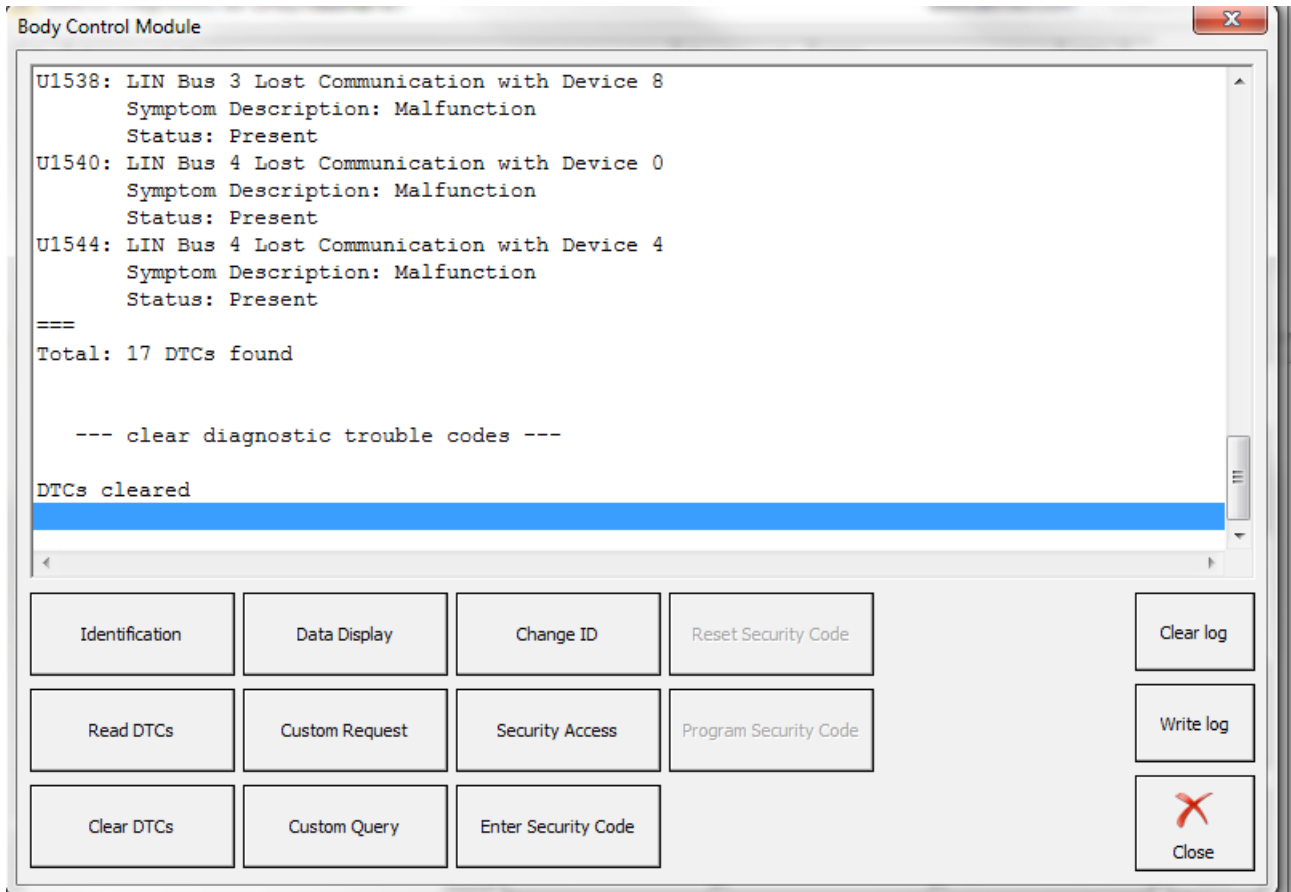 Body Control Module
U1538: LIN Bus 3 Lost Communication with Device 8
Symptom Description: Malfunction
Status: Present
U1540: LIN Bus 4 Lost Communication with Device 0
Symptom Description: Malfunction
Status: Present
U1544: LIN Bus 4 Lost Communication with Device 4
Symptom Description: Malfunction
Status: Present
===
Total: 17 DTCs found
--- clear diagnostic trouble codes ---
DTCs cleared
Identification
Data Display
Change ID
Reset Security Code
Clear log
Read DTCs
Custom Request
Security Access
Program Security Code
Write log
Clear DTCs
Custom Query
Enter Security Code
Close